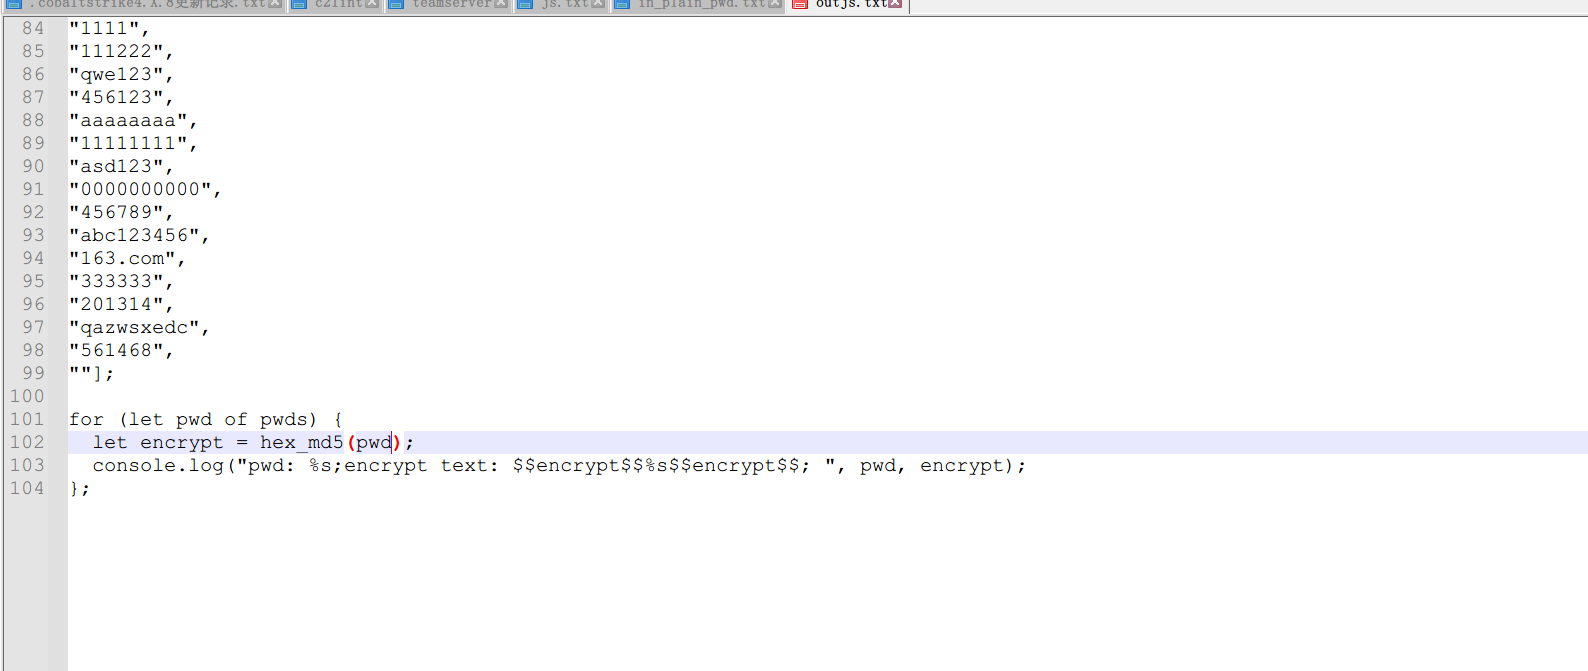 .cobaltstrike4.X.8更新记录.txt c2lint teamserver js.txt in_plain_pwd.txt outjs.txt
84 "1111",
85 "111222",
86 "qwe123",
87 "456123",
88 "aaaaaaaa",
89 "11111111",
90 "asd123",
91 "0000000000",
92 "456789",
93 "abc123456",
94 "163.com",
95 "333333",
96 "201314",
97 "qazwsxedc",
98 "561468",
99 ""];
100
101 for (let pwd of pwds) {
102 let encrypt = hex_md5(pwd);
103 console.log("pwd: %s;encrypt text: $$encrypt$$%s$$encrypt$$; ", pwd, encrypt);
104 };